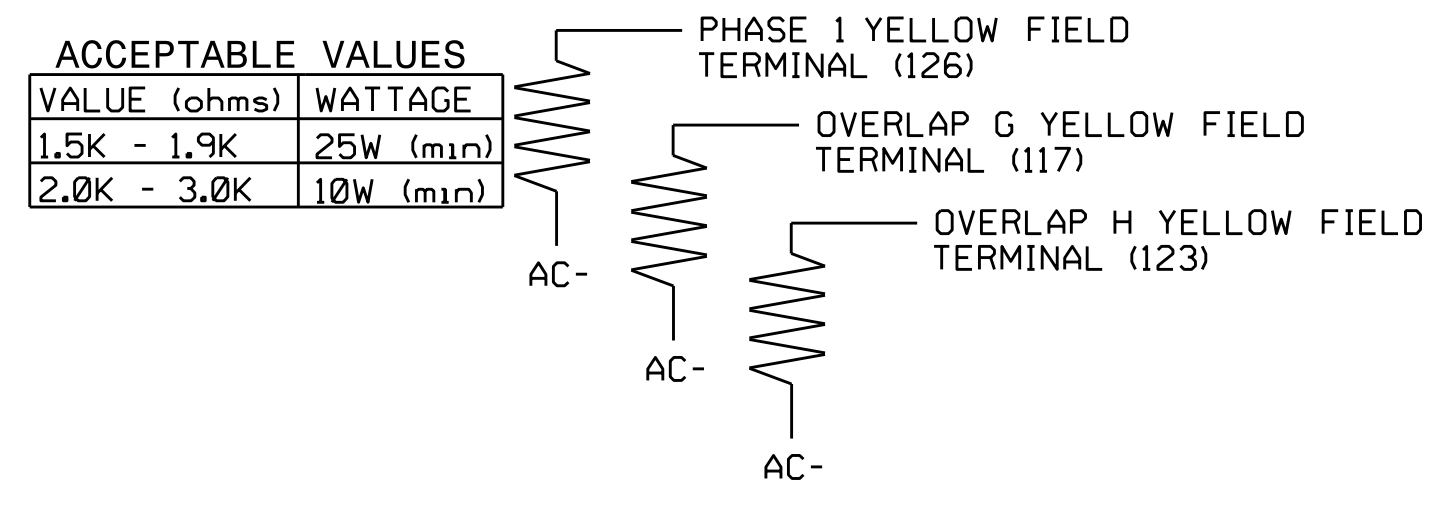 ACCEPTABLE VALUES
VALUE (ohms) WATTAGE
1.5K - 1.9K 25W (min)
2.0K - 3.0K 10W (min)
PHASE 1 YELLOW FIELD
TERMINAL (126)
AC-
OVERLAP G YELLOW FIELD
TERMINAL (117)
AC-
OVERLAP H YELLOW FIELD
TERMINAL (123)
AC-